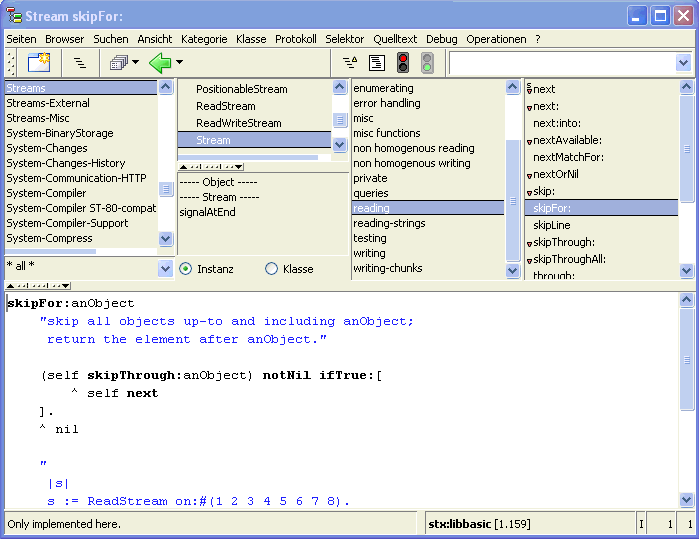 Stream skipFor:
Seiten Browser Suchen Ansicht Kategorie Klasse Protokoll Selektor Quelltext Debug Operationen ?
Streams
Streams-External
Streams-Misc
System-BinaryStorage
System-Changes
System-Changes-History
System-Communication-HTTP
System-Compiler
System-Compiler ST-80-compat
System-Compiler-Support
System-Compress
* all *
PositionableStream
ReadStream
ReadWriteStream
Stream
----- Object -----
----- Stream -----
signalAtEnd
Instanz Klasse
enumerating
error handling
misc
misc functions
non homogenous reading
non homogenous writing
private
queries
reading
reading-strings
testing
writing
writing-chunks
next
next:
next:into:
nextAvailable:
nextMatchFor:
nextOrNil
skip:
skipFor:
skipLine
skipThrough:
skipThroughAll:
through:
skipFor:anObject
"skip all objects up-to and including anObject;
return the element after anObject."
(self skipThrough:anObject) notNil ifTrue:[
^ self next
].
^ nil
"
|s|
s := ReadStream on:#(1 2 3 4 5 6 7 8).
Only implemented here. stx:libbasic [1.159] I 1 1